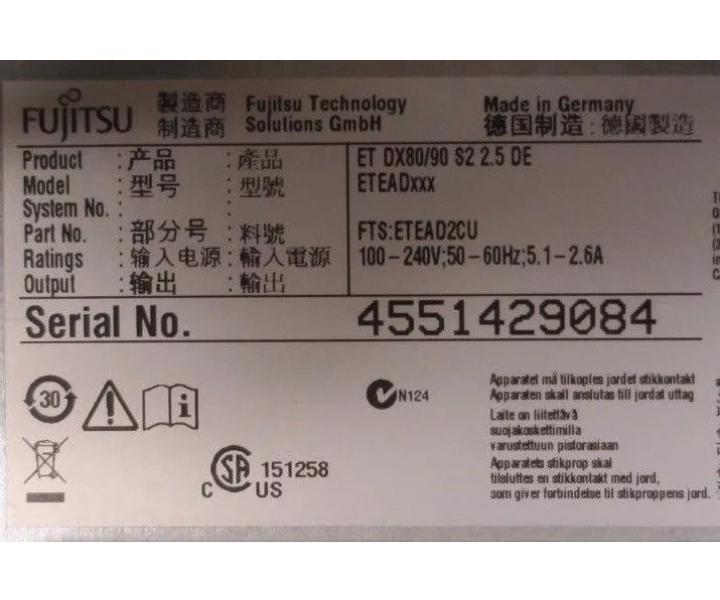 FUJITSU 製造商 Fujitsu Technology Made in Germany
制造商 Solutions GmbH 德国制造：德國製造
Product : 产品 : 產品 ET DX80/90 S2 2.5 DE
Model : 型号 : 型號 ETEADxxx
System No. : :
Part No. : 部分号 : 料號 FTS:ETEAD2CU
Ratings : 输入电源 : 輸入電源 100-240V;50-60Hz;5.1-2.6A
Output : 输出 : 輸出
Serial No. 4551429084
30 i
N124
Apparatet må tilkoples jordet stikkontakt
Apparaten skall anslutas till jordat uttag
Laite on liitettävä
suojakoskettimilla
varustettuun pistorasiaan
Apparatets stikprop skal
tilsluttes en stikkontakt med jord,
som giver forbindelse til stikproppens jord.
C SA 151258
C US